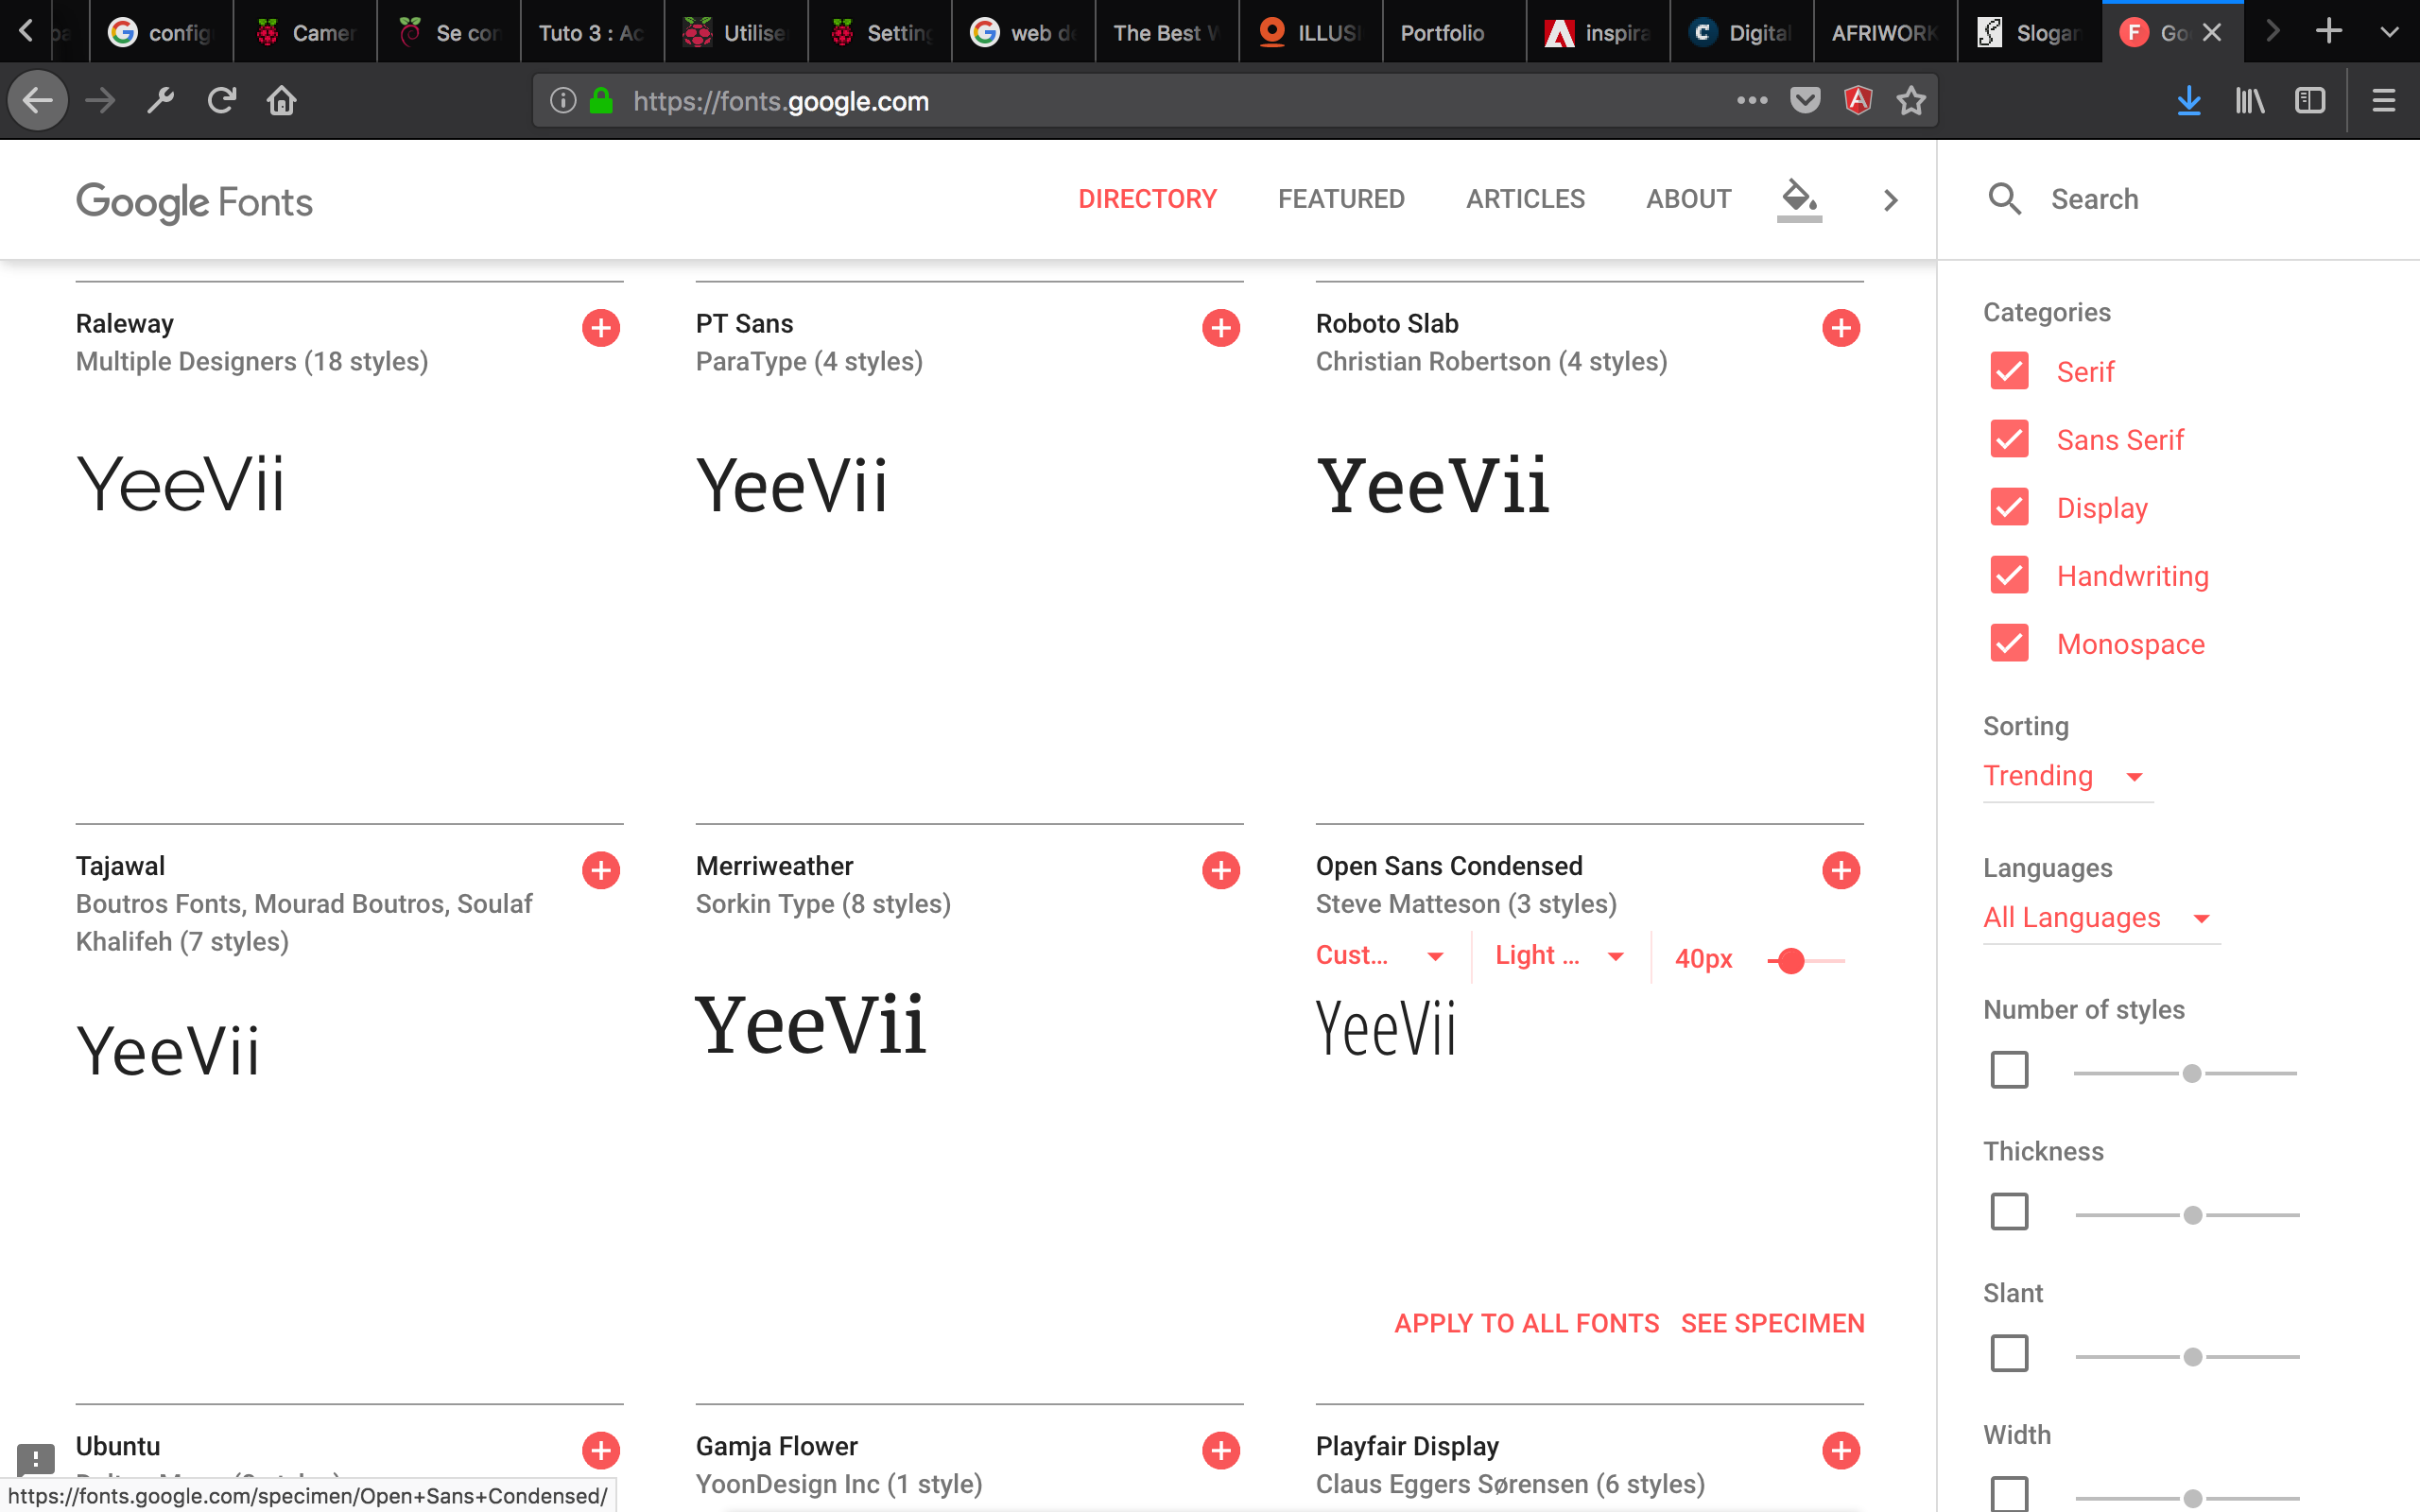 config
Camer
Se con
Tuto 3 : Ac
Utilise
Setting
web de
The Best W
ILLUSI
Portfolio
inspira
Digital
AFRIWORK
Slogan
Goo
https://fonts.google.com
Google Fonts
DIRECTORY
FEATURED
ARTICLES
ABOUT
Search
Raleway
Multiple Designers (18 styles)
YeeVii
PT Sans
ParaType (4 styles)
YeeVii
Roboto Slab
Christian Robertson (4 styles)
YeeVii
Tajawal
Boutros Fonts, Mourad Boutros, Soulaf
Khalifeh (7 styles)
YeeVii
Merriweather
Sorkin Type (8 styles)
YeeVii
Open Sans Condensed
Steve Matteson (3 styles)
Cust...
Light ...
40px
YeeVii
APPLY TO ALL FONTS
SEE SPECIMEN
Ubuntu
Gamja Flower
YoonDesign Inc (1 style)
Playfair Display
Claus Eggers Sørensen (6 styles)
Categories
Serif
Sans Serif
Display
Handwriting
Monospace
Sorting
Trending
Languages
All Languages
Number of styles
Thickness
Slant
Width
https://fonts.google.com/specimen/Open+Sans+Condensed/